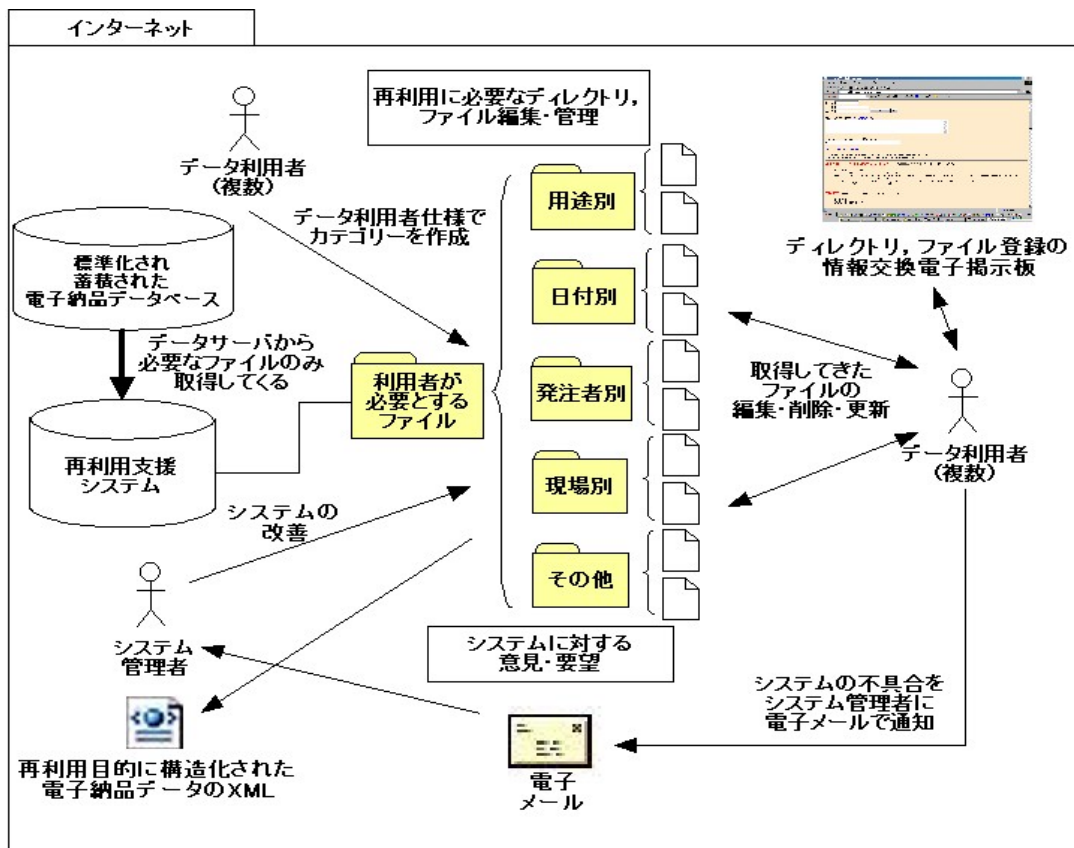 インターネット
データ利用者
(複数)
再利用に必要なディレクトリ,
ファイル編集・管理
データ利用者仕様で
カテゴリーを作成
標準化され
蓄積された
電子納品データベース
データサーバから
必要なファイルのみ
取得してくる
再利用支援
システム
利用者が
必要とする
ファイル
用途別
日付別
発注者別
現場別
その他
ディレクトリ,ファイル登録の
情報交換電子掲示板
取得してきた
ファイルの
編集・削除・更新
データ利用者
(複数)
システムの
改善
システム
管理者
システムに対する
意見・要望
システムの不具合を
システム管理者に
電子メールで通知
電子
メール
再利用目的に構造化された
電子納品データのXML